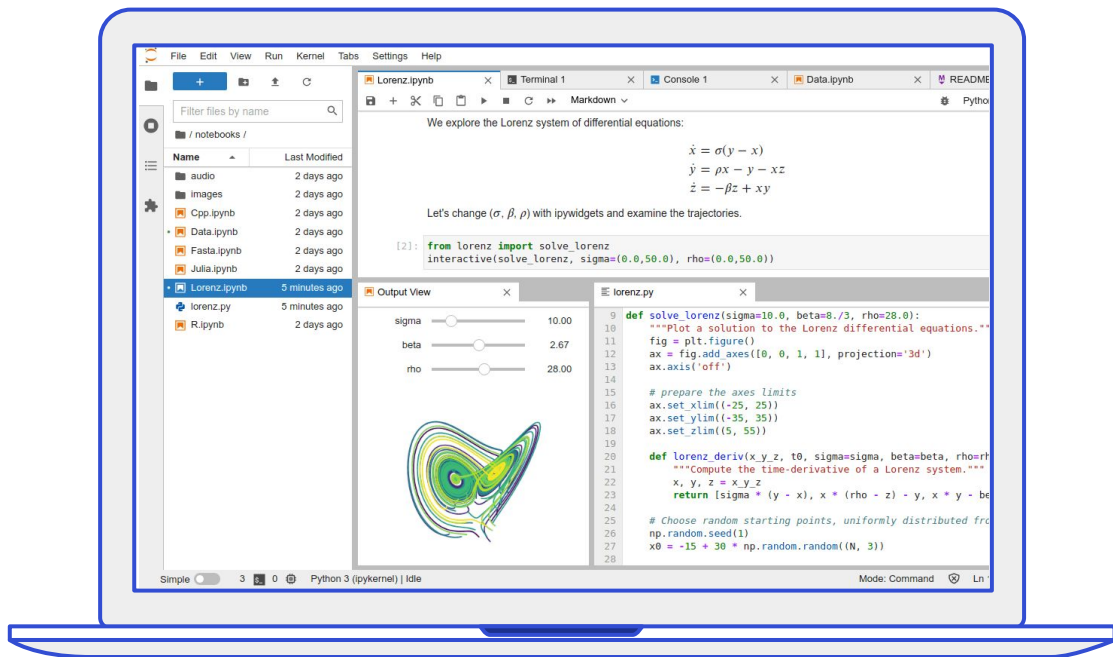 File Edit View Run Kernel Tabs Settings Help
+
Filter files by name
/ notebooks /
Name Last Modified
audio 2 days ago
images 2 days ago
Cpp.ipynb 2 days ago
Data.ipynb 2 days ago
Fasta.ipynb 2 days ago
Julia.ipynb 2 days ago
Lorenz.ipynb 5 minutes ago
lorenz.py 5 minutes ago
R.ipynb 2 days ago
Lorenz.ipynb Terminal 1 Console 1 Data.ipynb README
Markdown Pytho
We explore the Lorenz system of differential equations:
ẋ = σ(y − x)
ẏ = ρx − y − xz
ż = −βz + xy
Let's change (σ, β, ρ) with ipywidgets and examine the trajectories.
[2]: from lorenz import solve_lorenz
interactive(solve_lorenz, sigma=(0.0,50.0), rho=(0.0,50.0))
Output View
sigma 10.00
beta 2.67
rho 28.00
lorenz.py
9 def solve_lorenz(sigma=10.0, beta=8./3, rho=28.0):
10 """Plot a solution to the Lorenz differential equations.""
11 fig = plt.figure()
12 ax = fig.add_axes([0, 0, 1, 1], projection='3d')
13 ax.axis('off')
14
15 # prepare the axes limits
16 ax.set_xlim((-25, 25))
17 ax.set_ylim((-35, 35))
18 ax.set_zlim((5, 55))
19
20 def lorenz_deriv(x_y_z, t0, sigma=sigma, beta=beta, rho=rh
21 """Compute the time-derivative of a Lorenz system."""
22 x, y, z = x_y_z
23 return [sigma * (y - x), x * (rho - z) - y, x * y - be
24
25 # Choose random starting points, uniformly distributed fro
26 np.random.seed(1)
27 x0 = -15 + 30 * np.random.random((N, 3))
28
Simple 3 0 Python 3 (ipykernel) | Idle Mode: Command Ln